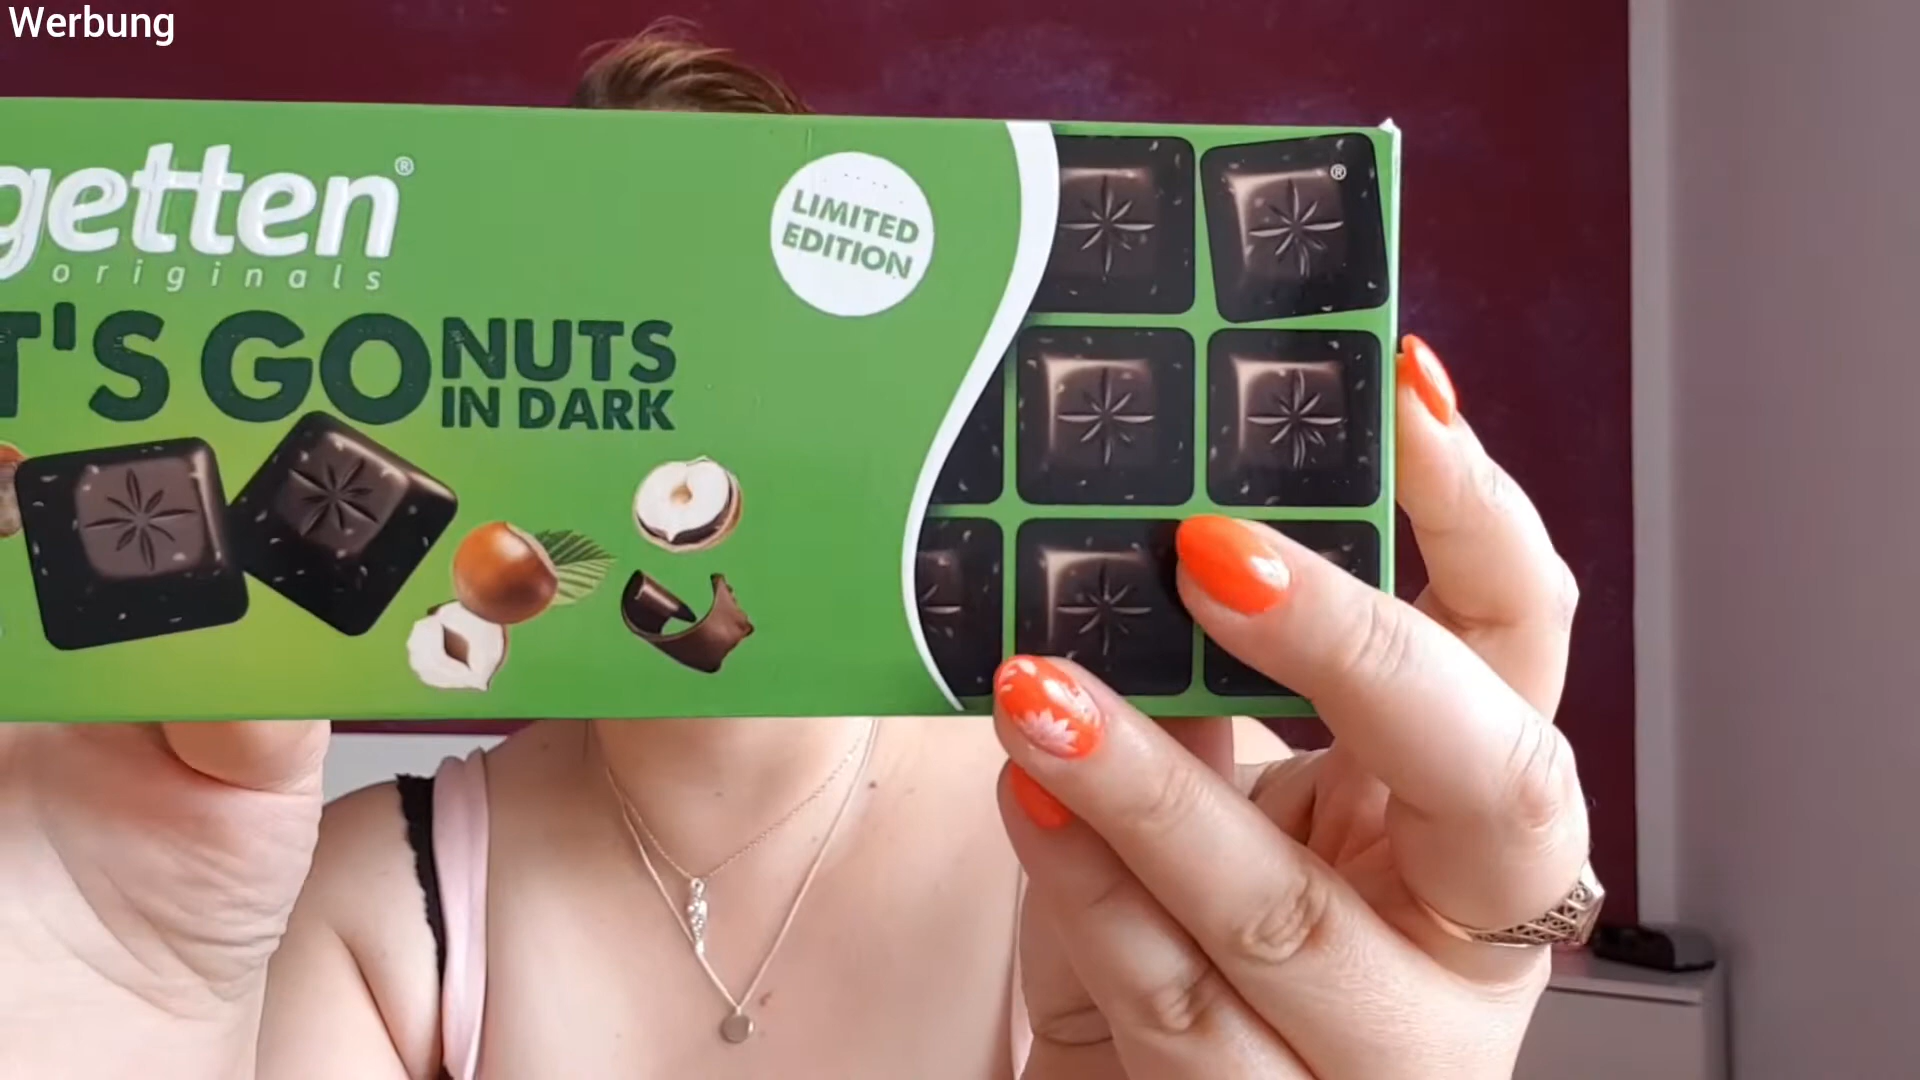 Werbung
getten®
originals
T'S GO NUTS
IN DARK
LIMITED
EDITION
®